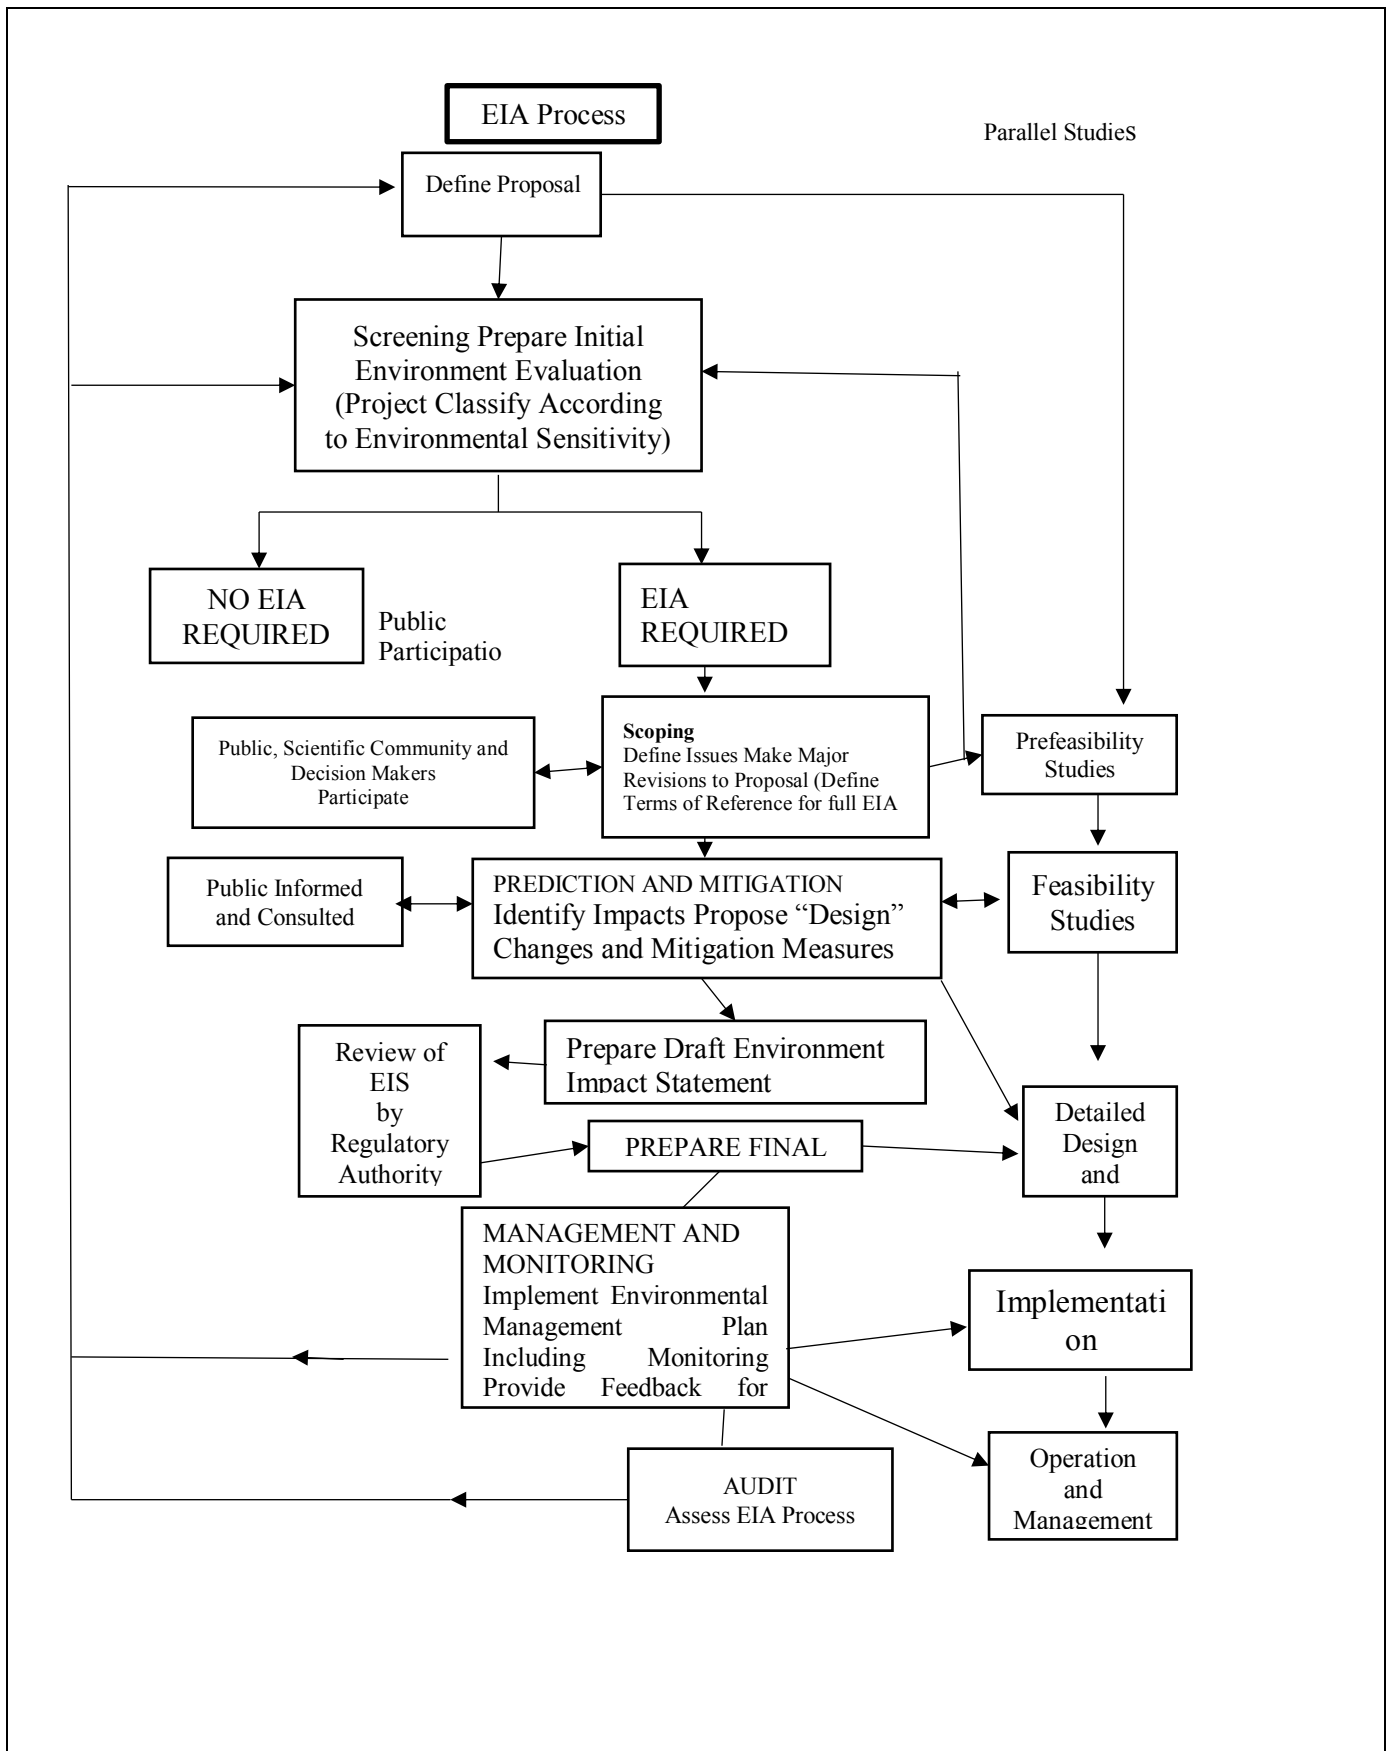 EIA Process
Parallel Studies
Define Proposal
Screening Prepare Initial
Environment Evaluation
(Project Classify According
to Environmental Sensitivity)
NO EIA
REQUIRED
Public
Participatio
EIA
REQUIRED
Public, Scientific Community and
Decision Makers
Participate
Scoping
Define Issues Make Major
Revisions to Proposal (Define
Terms of Reference for full EIA
Prefeasibility
Studies
Public Informed
and Consulted
PREDICTION AND MITIGATION
Identify Impacts Propose “Design”
Changes and Mitigation Measures
Feasibility
Studies
Review of
EIS
by
Regulatory
Authority
Prepare Draft Environment
Impact Statement
PREPARE FINAL
Detailed
Design
and
MANAGEMENT AND
MONITORING
Implement Environmental
Management Plan
Including Monitoring
Provide Feedback for
Implementati
on
AUDIT
Assess EIA Process
Operation
and
Management